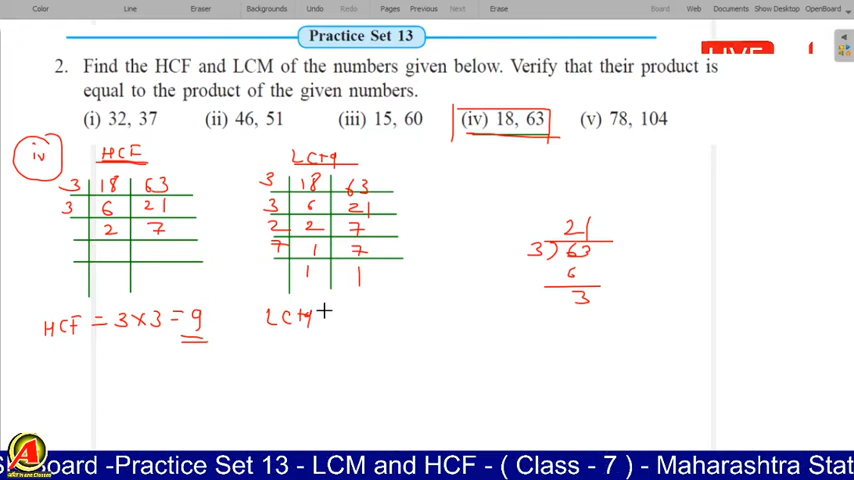 Color Line Eraser Backgrounds Undo Redo Pages Previous Next Erase Board Web Documents Show Desktop OpenBoard
Practice Set 13
LIVE
2. Find the HCF and LCM of the numbers given below. Verify that their product is
equal to the product of the given numbers.
(i) 32, 37 (ii) 46, 51 (iii) 15, 60 (iv) 18, 63 (v) 78, 104
iv HCF LCM
3 18 63 3 18 63
3 6 21 3 6 21
2 7 2 2 7
7 1 7
1 1
21
3) 63
6
3
HCF = 3 × 3 = 9 LCM
Board -Practice Set 13 - LCM and HCF - ( Class - 7 ) - Maharashtra Stat